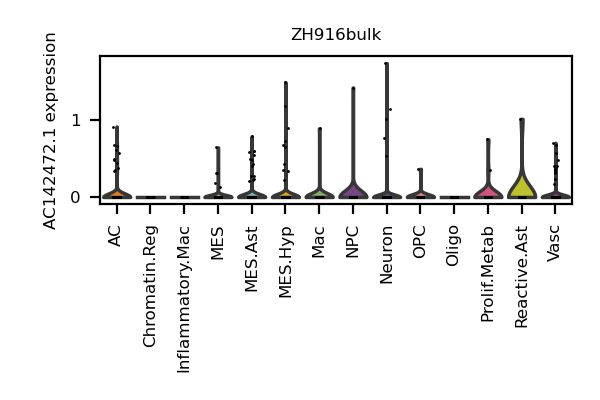 ZH916bulk
AC142472.1 expression
1
0
AC
Chromatin.Reg
Inflammatory.Mac
MES
MES.Ast
MES.Hyp
Mac
NPC
Neuron
OPC
Oligo
Prolif.Metab
Reactive.Ast
Vasc